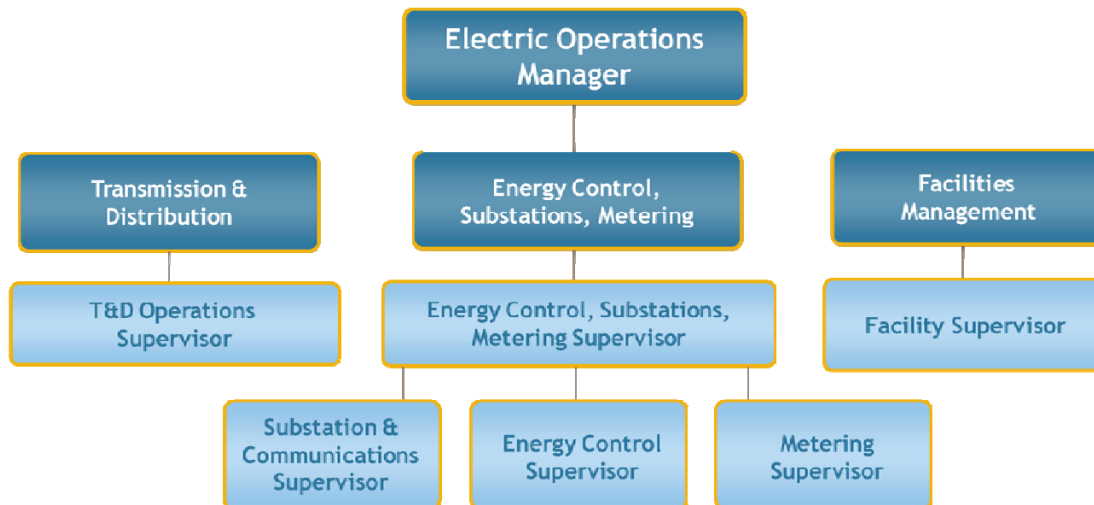 Electric Operations
Manager
Transmission &
Distribution
Energy Control,
Substations, Metering
Facilities
Management
T&D Operations
Supervisor
Energy Control, Substations,
Metering Supervisor
Facility Supervisor
Substation &
Communications
Supervisor
Energy Control
Supervisor
Metering
Supervisor